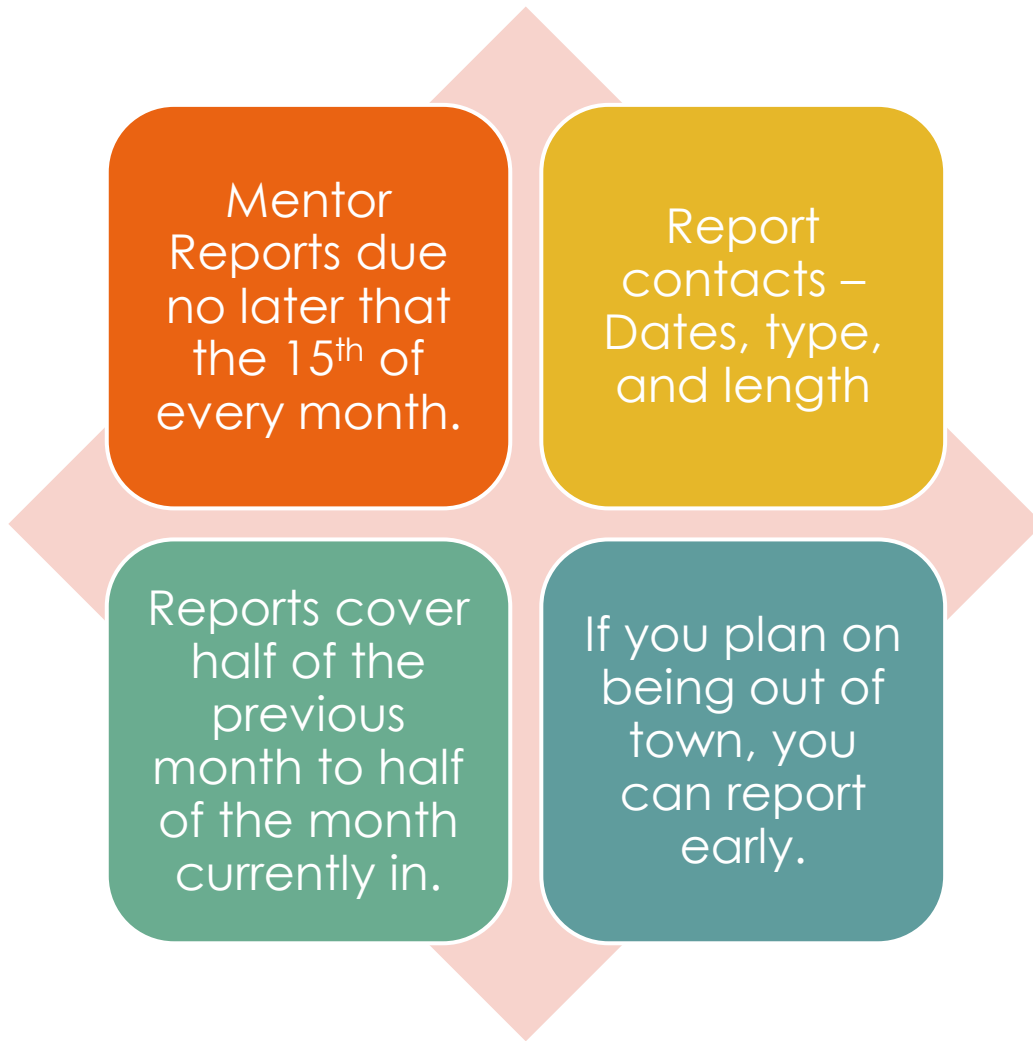 Mentor
Reports due
no later that
the 15th of
every month.
Report
contacts –
Dates, type,
and length
Reports cover
half of the
previous
month to half
of the month
currently in.
If you plan on
being out of
town, you
can report
early.